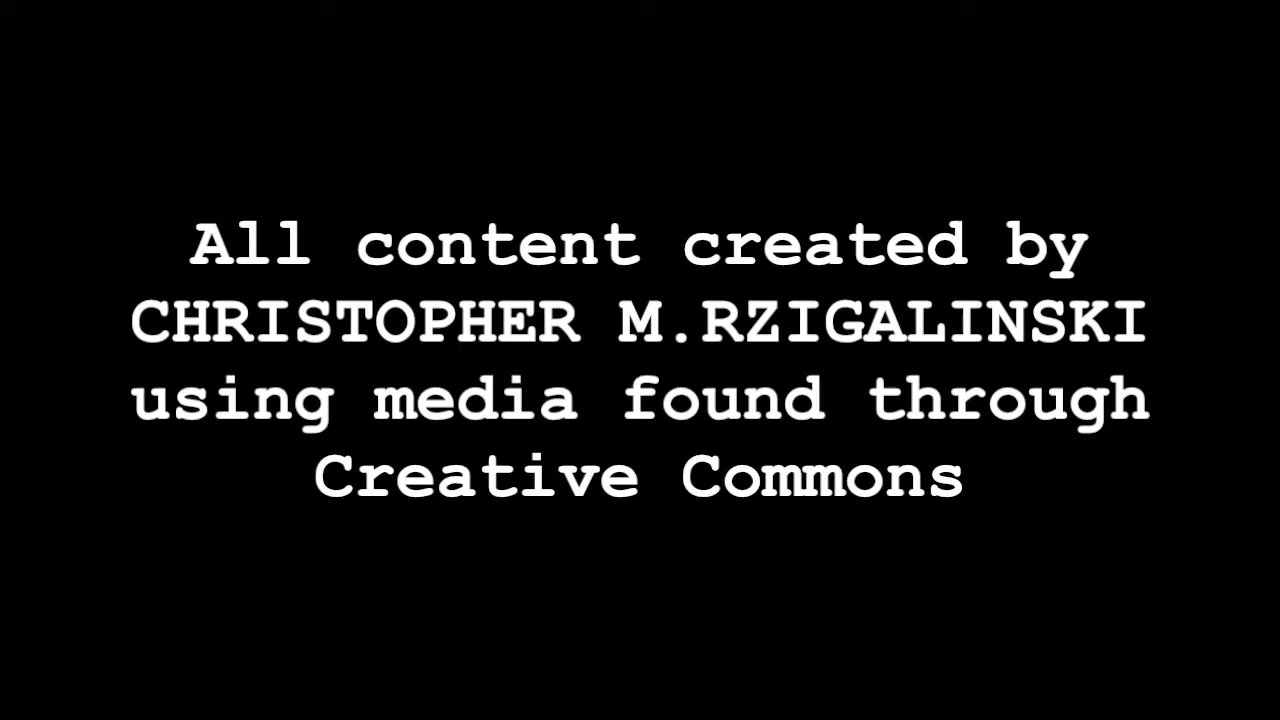 All content created by
CHRISTOPHER M.RZIGALINSKI
using media found through
Creative Commons